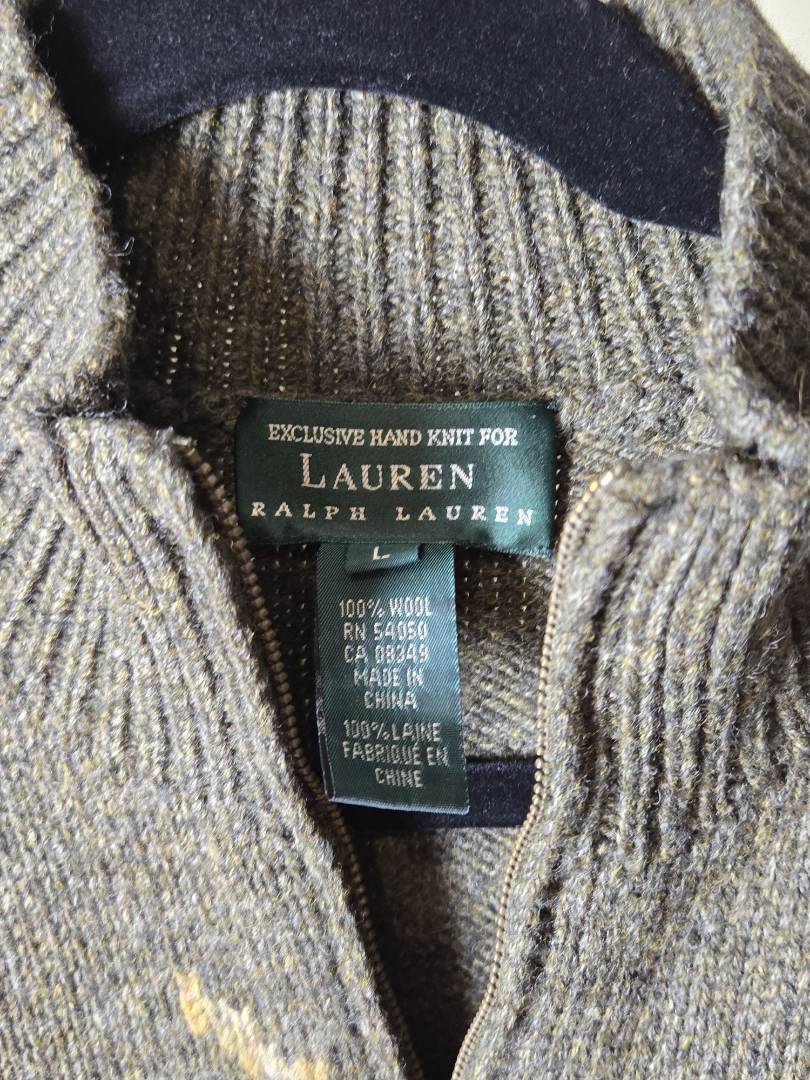 EXCLUSIVE HAND KNIT FOR
LAUREN
RALPH LAUREN
L
100% WOOL
RN 54050
CA 08349
MADE IN
CHINA
100% LAINE
FABRIQUÉ EN
CHINE